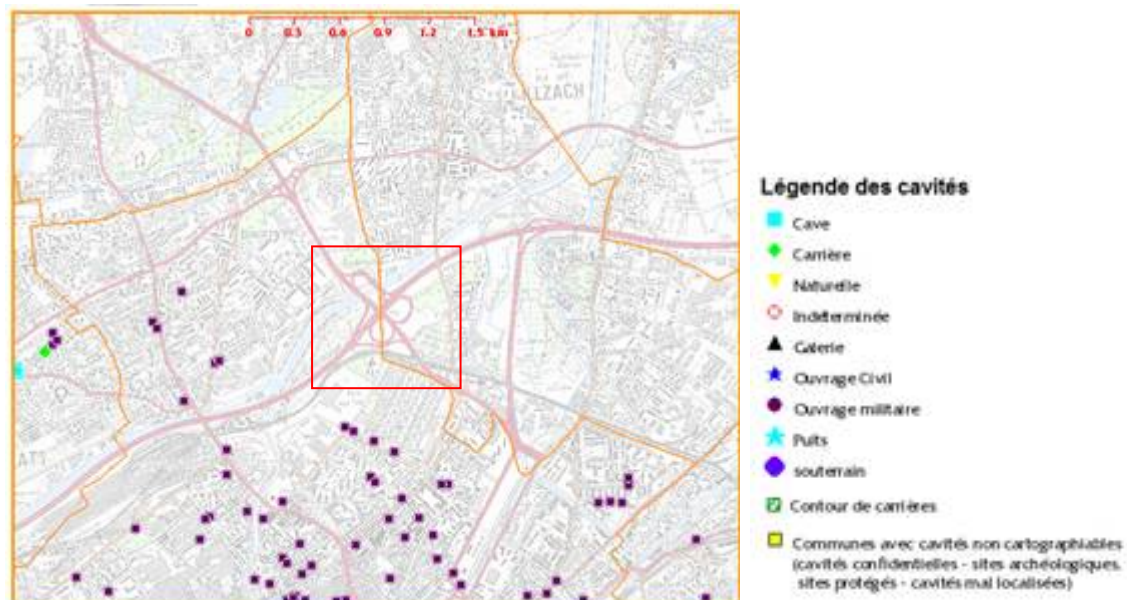 0 0.3 0.6 0.9 1.2 1.5 km
LZACH
ATT
Légende des cavités
Cave
Carrière
Naturelle
Indéterminée
Galerie
Ouvrage Civil
Ouvrage militaire
Puits
souterrain
Contour de carrières
Communes avec cavités non cartographiables
(cavités confidentielles - sites archéologiques,
sites protégés - cavités mal localisées)